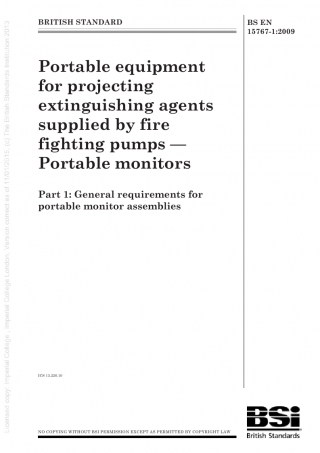 BRITISH STANDARD
BS EN
15767-1:2009
Portable equipment
for projecting
extinguishing agents
supplied by fire
fighting pumps —
Portable monitors
Part 1: General requirements for
portable monitor assemblies
NO COPYING WITHOUT BSI PERMISSION EXCEPT AS PERMITTED BY COPYRIGHT LAW
BSi
British Standards